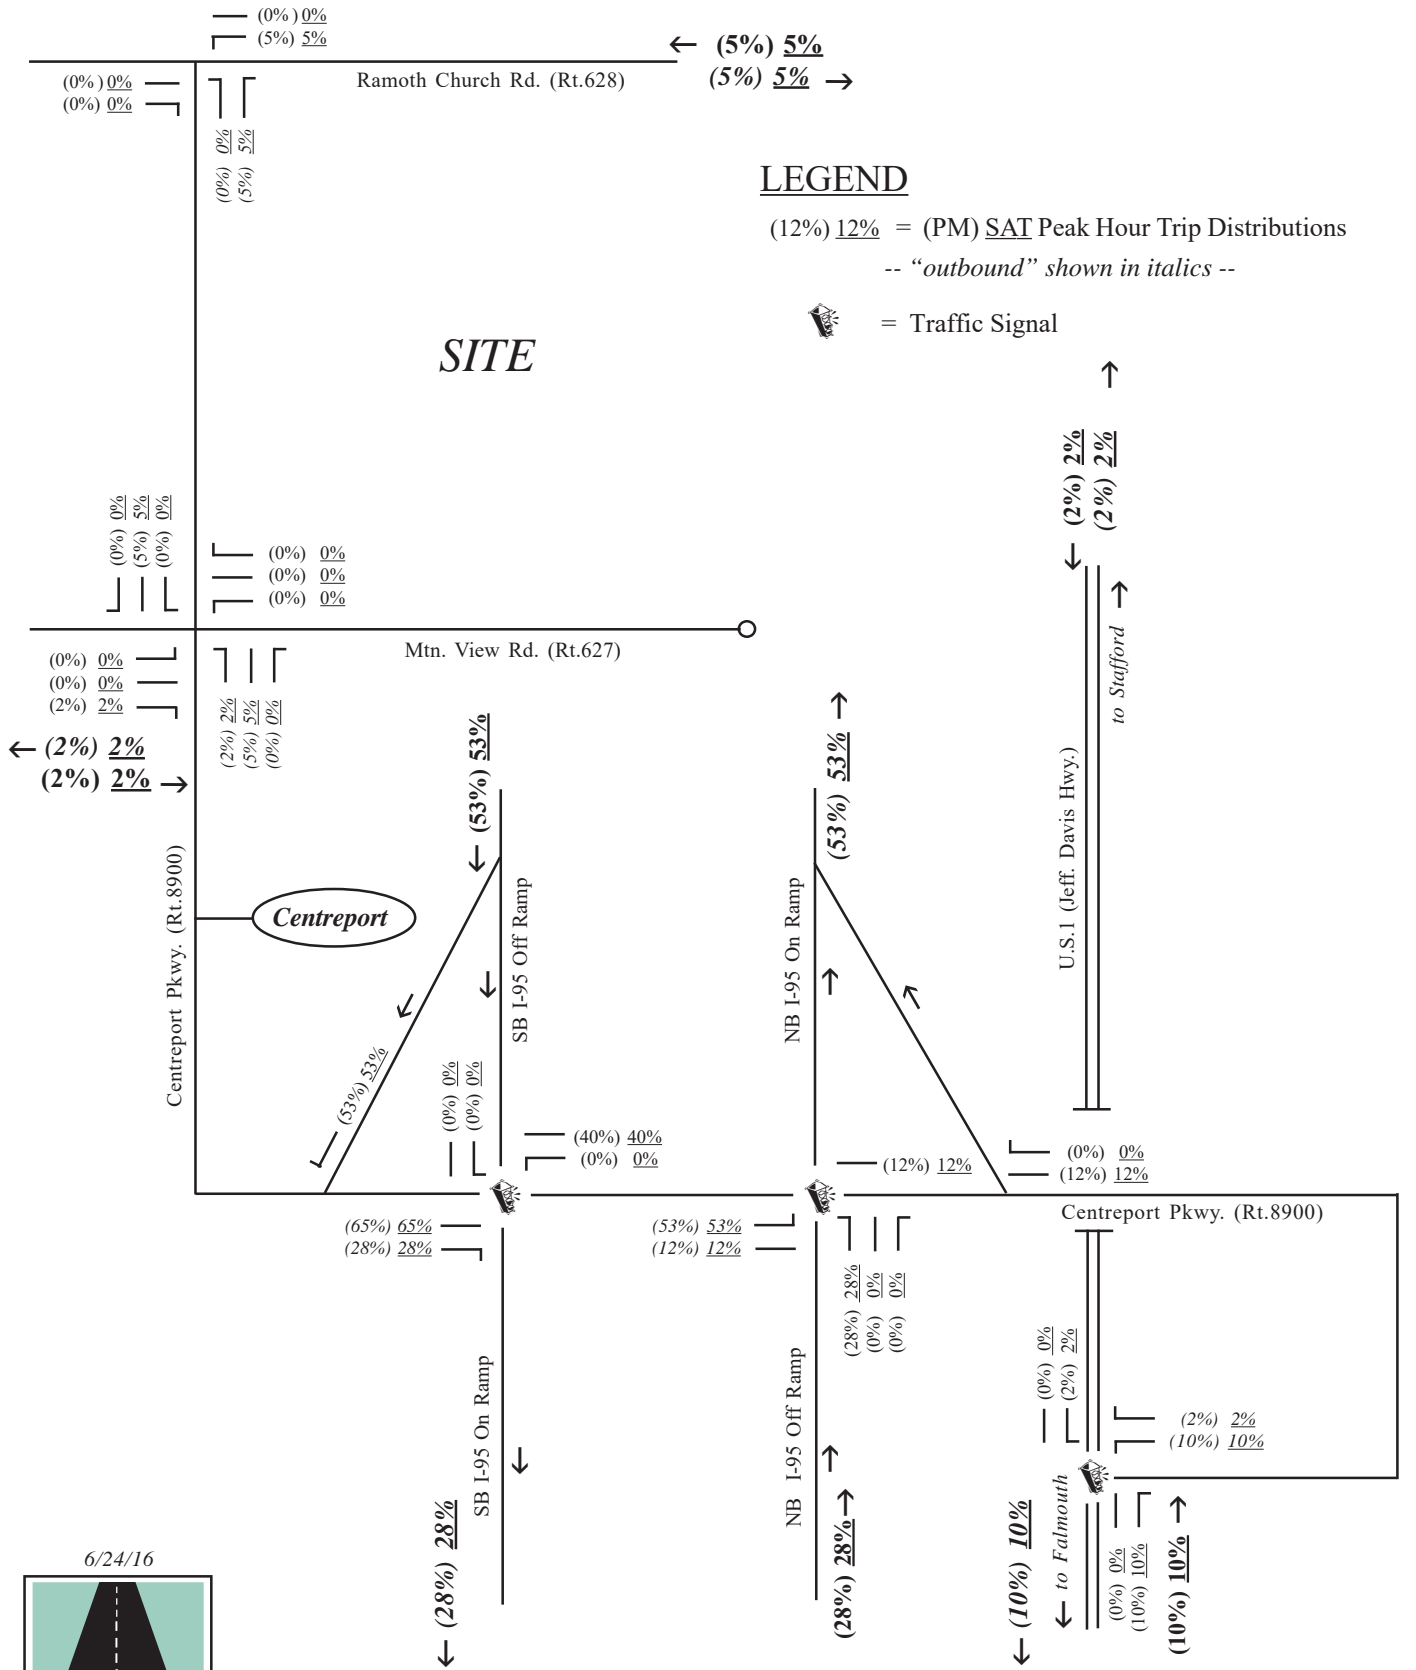 (0% ) 0%
(5%) 5%
← (5%) 5%
(5%) 5% →
Ramoth Church Rd. (Rt.628)
(0% ) 0%
(0%) 0%
(0%) 0%
(5%) 5%
LEGEND
(12%) 12% = (PM) SAT Peak Hour Trip Distributions
-- “outbound” shown in italics --
= Traffic Signal
SITE
(2%) 2%
(2%) 2%
to Stafford
(0%) 0%
(5%) 5%
(0%) 0%
(0%) 0%
(0%) 0%
(0%) 0%
Mtn. View Rd. (Rt.627)
(0%) 0%
(0%) 0%
(2%) 2%
(2%) 2%
(5%) 5%
(0%) 0%
← (2%) 2%
(2%) 2% →
(53%) 53%
(53%) 53%
U.S.1 (Jeff. Davis Hwy.)
Centreport Pkwy. (Rt.8900)
Centreport
SB I-95 Off Ramp
NB I-95 On Ramp
(53%) 53%
(0%) 0%
(0%) 0%
(40%) 40%
(0%) 0%
(12%) 12%
(0%) 0%
(12%) 12%
Centreport Pkwy. (Rt.8900)
(65%) 65%
(28%) 28%
(53%) 53%
(12%) 12%
(28%) 28%
(0%) 0%
(0%) 0%
SB I-95 On Ramp
NB I-95 Off Ramp
(0%) 0%
(2%) 2%
(2%) 2%
(10%) 10%
(28%) 28%
(28%) 28%
(10%) 10%
to Falmouth
(0%) 0%
(10%) 10%
(10%) 10%
6/24/16